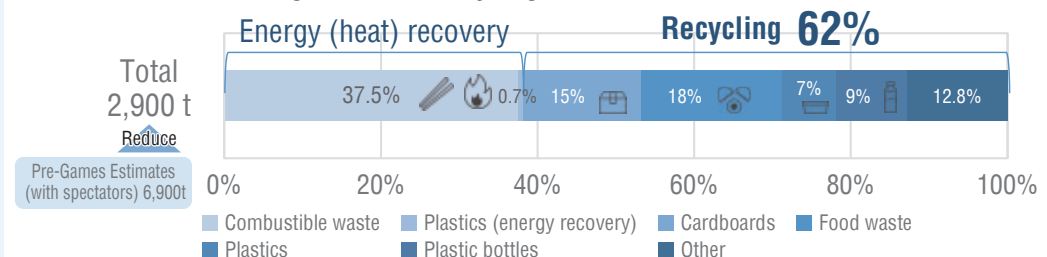 Energy (heat) recovery
Recycling 62%
Total
2,900 t
Reduce
Pre-Games Estimates
(with spectators) 6,900t
37.5% 0.7% 15% 18% 7% 9% 12.8%
0% 20% 40% 60% 80% 100%
Combustible waste Plastics (energy recovery) Cardboards Food waste
Plastics Plastic bottles Other